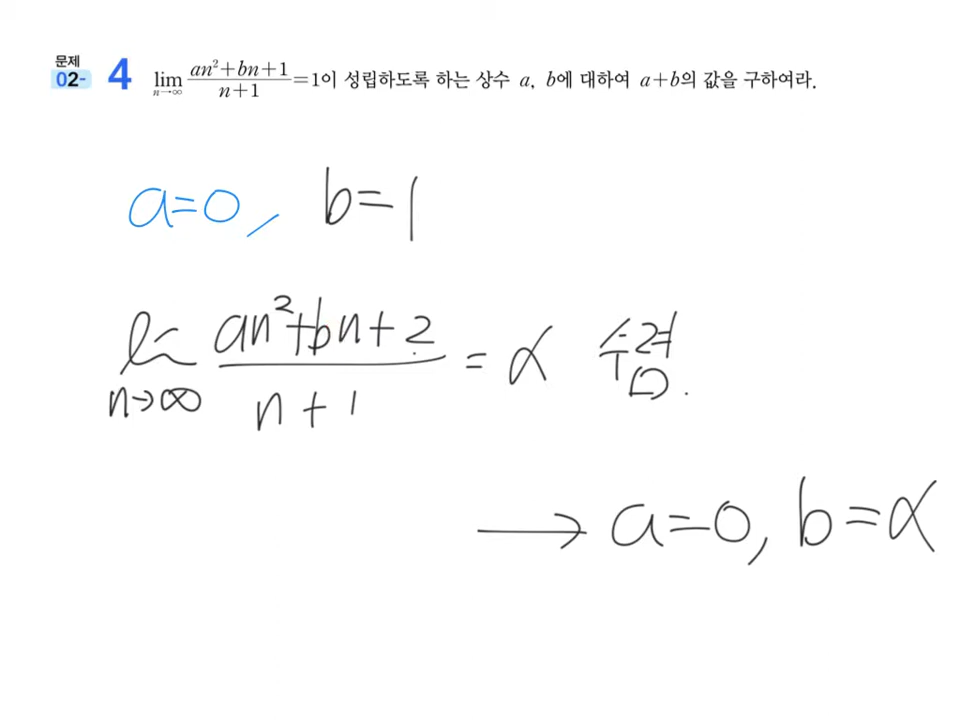 문제
02- 4 lim n→∞ (an²+bn+1)/(n+1) = 1이 성립하도록 하는 상수 a, b에 대하여 a+b의 값을 구하여라.
a=0, b=1
lim n→∞ (an²+bn+2)/(n+1) = α 수렴.
→ a=0, b=α